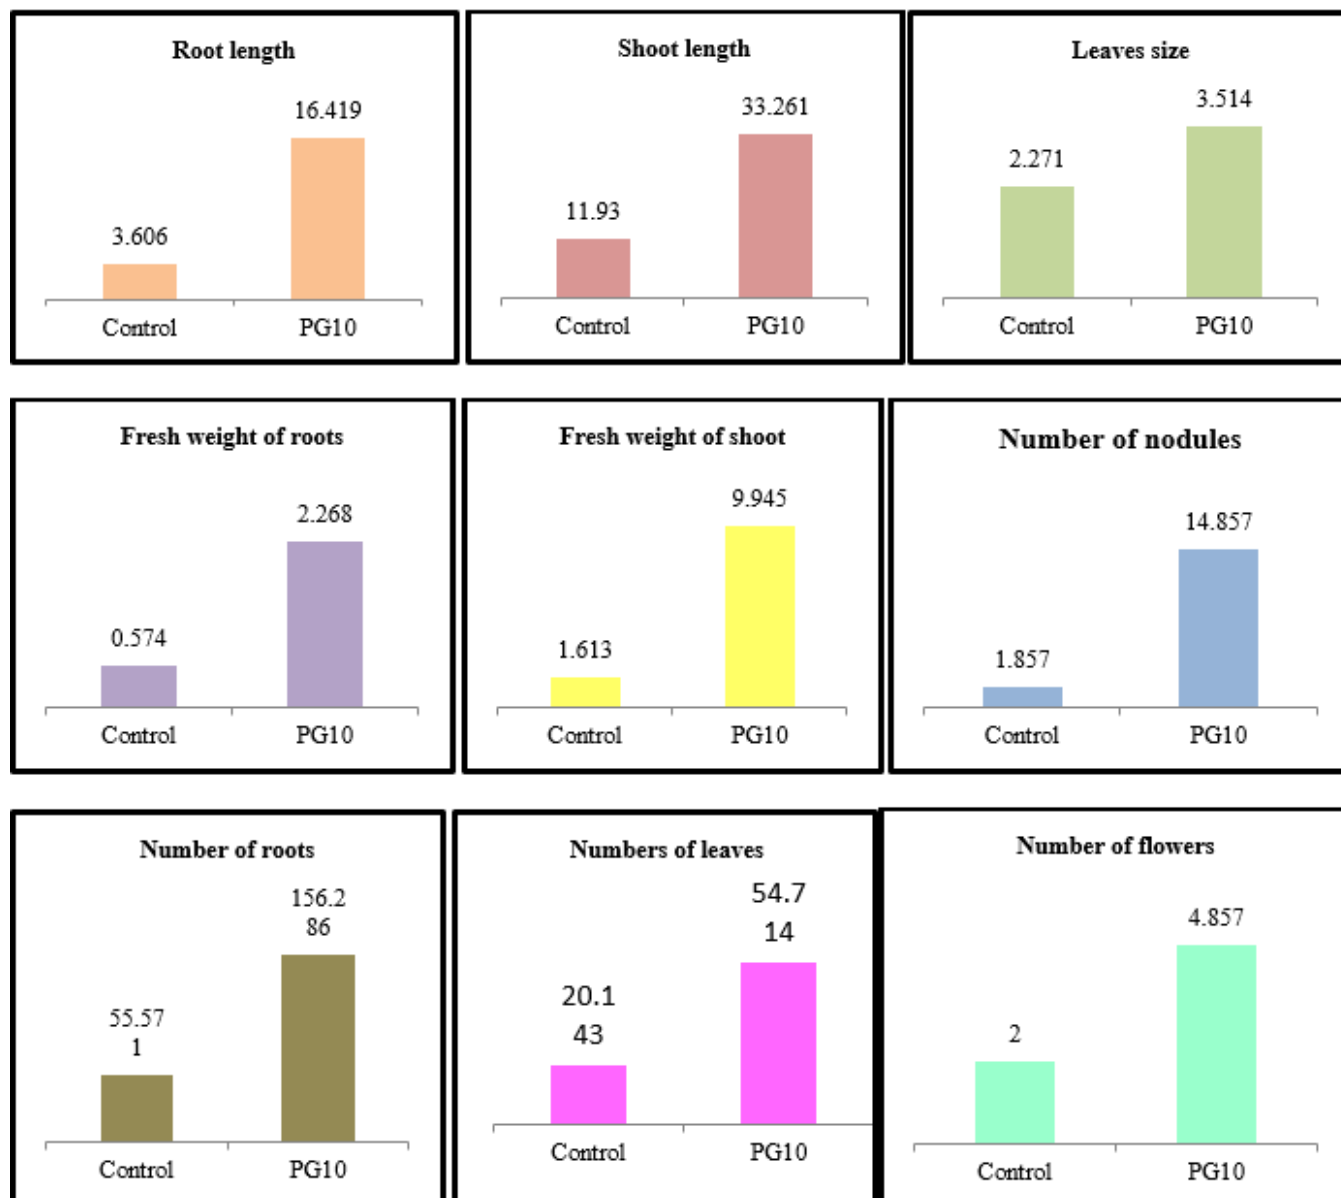 Root length
16.419
3.606
Control
PG10
Shoot length
33.261
11.93
Control
PG10
Leaves size
3.514
2.271
Control
PG10
Fresh weight of roots
2.268
0.574
Control
PG10
Fresh weight of shoot
9.945
1.613
Control
PG10
Number of nodules
14.857
1.857
Control
PG10
Number of roots
156.2
86
55.57
1
Control
PG10
Numbers of leaves
54.7
14
20.1
43
Control
PG10
Number of flowers
4.857
2
Control
PG10